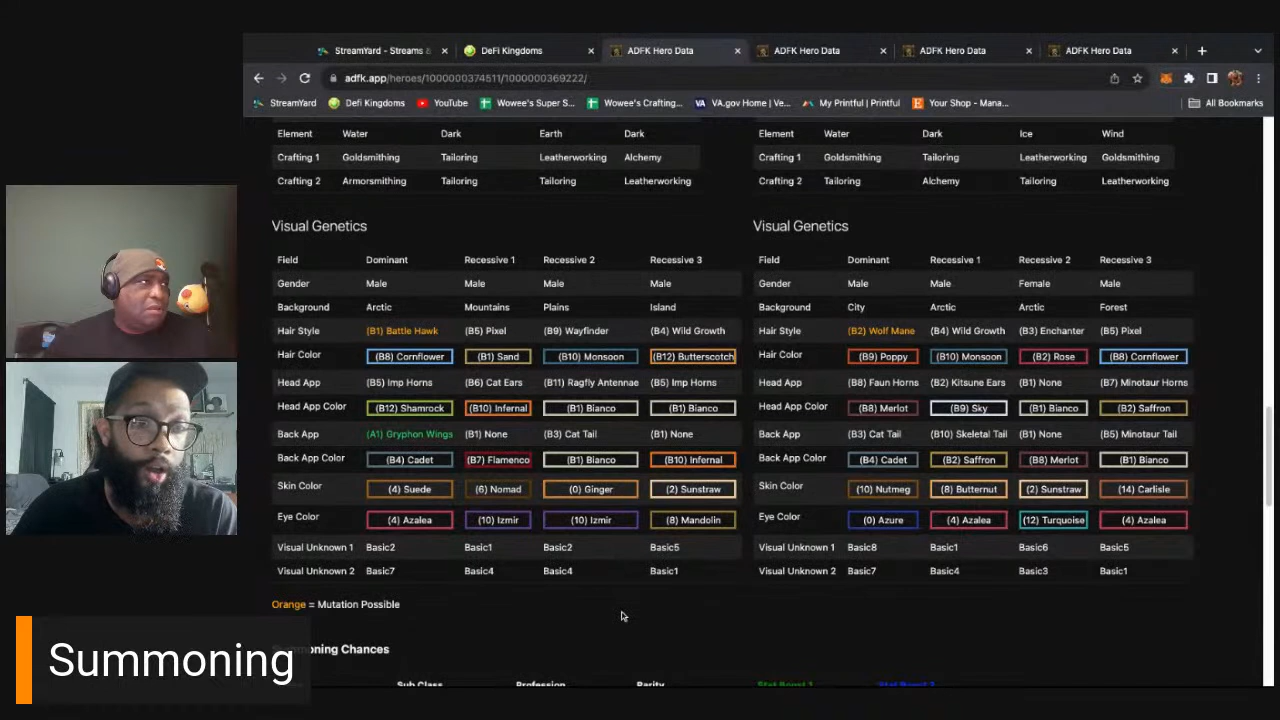 StreamYard - Streams &
DeFi Kingdoms
ADFK Hero Data
ADFK Hero Data
ADFK Hero Data
ADFK Hero Data
adfk.app/heroes/1000000374511/1000000369222/
StreamYard
Defi Kingdoms
YouTube
Wowee's Super S...
Wowee's Crafting...
VA.gov Home | Ve...
My Printful | Printful
Your Shop - Mana...
All Bookmarks
Element Water Dark Earth Dark
Crafting 1 Goldsmithing Tailoring Leatherworking Alchemy
Crafting 2 Armorsmithing Tailoring Tailoring Leatherworking
Visual Genetics
Field Dominant Recessive 1 Recessive 2 Recessive 3
Gender Male Male Male Male
Background Arctic Mountains Plains Island
Hair Style (B1) Battle Hawk (B5) Pixel (B9) Wayfinder (B4) Wild Growth
Hair Color (B8) Cornflower (B1) Sand (B10) Monsoon (B12) Butterscotch
Head App (B5) Imp Horns (B6) Cat Ears (B11) Ragfly Antennae (B5) Imp Horns
Head App Color (B12) Shamrock (B10) Infernal (B1) Bianco (B1) Bianco
Back App (A1) Gryphon Wings (B1) None (B3) Cat Tail (B1) None
Back App Color (B4) Cadet (B7) Flamenco (B1) Bianco (B10) Infernal
Skin Color (4) Suede (6) Nomad (0) Ginger (2) Sunstraw
Eye Color (4) Azalea (10) Izmir (10) Izmir (8) Mandolin
Visual Unknown 1 Basic2 Basic1 Basic2 Basic5
Visual Unknown 2 Basic7 Basic4 Basic4 Basic1
Orange = Mutation Possible
Element Water Dark Ice Wind
Crafting 1 Goldsmithing Tailoring Leatherworking Goldsmithing
Crafting 2 Tailoring Alchemy Tailoring Leatherworking
Visual Genetics
Field Dominant Recessive 1 Recessive 2 Recessive 3
Gender Male Male Female Male
Background City Arctic Arctic Forest
Hair Style (B2) Wolf Mane (B4) Wild Growth (B3) Enchanter (B5) Pixel
Hair Color (B9) Poppy (B10) Monsoon (B2) Rose (B8) Cornflower
Head App (B8) Faun Horns (B2) Kitsune Ears (B1) None (B7) Minotaur Horns
Head App Color (B8) Merlot (B9) Sky (B1) Bianco (B2) Saffron
Back App (B3) Cat Tail (B10) Skeletal Tail (B1) None (B5) Minotaur Tail
Back App Color (B4) Cadet (B2) Saffron (B8) Merlot (B1) Bianco
Skin Color (10) Nutmeg (8) Butternut (2) Sunstraw (14) Carlisle
Eye Color (0) Azure (4) Azalea (12) Turquoise (4) Azalea
Visual Unknown 1 Basic8 Basic1 Basic6 Basic5
Visual Unknown 2 Basic7 Basic4 Basic3 Basic1
Chances
Sub Class Profession Rarity Stat Boost 1 Stat Boost 2
Summoning